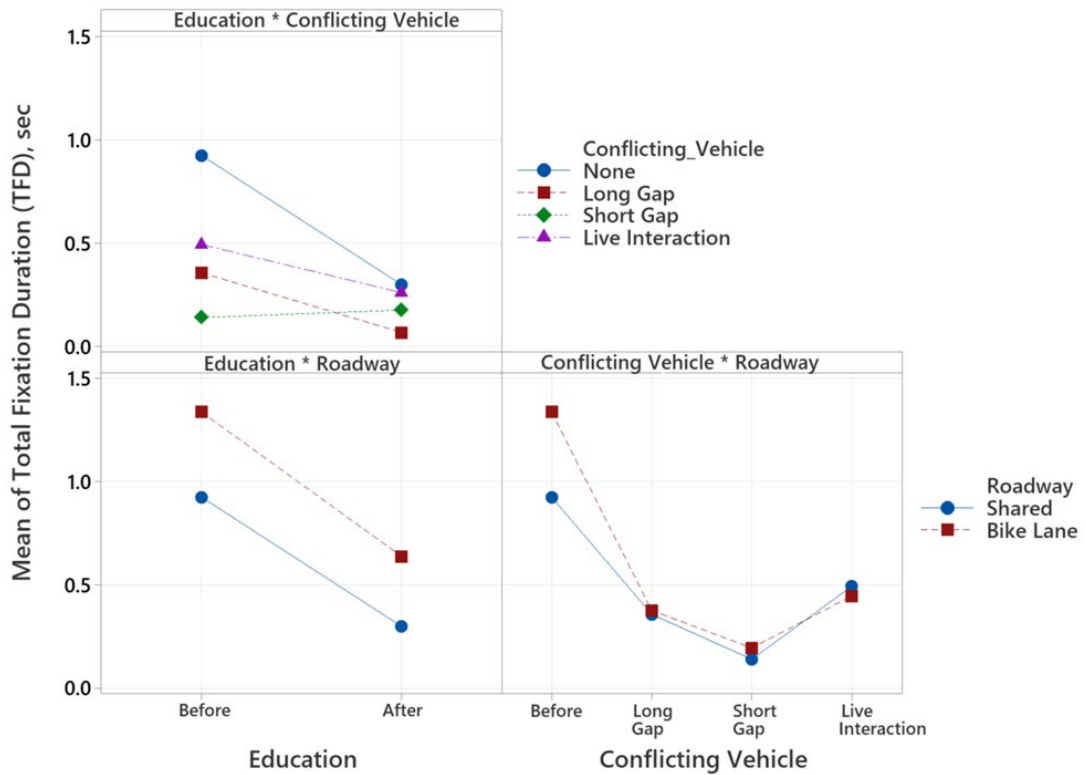 Mean of Total Fixation Duration (TFD), sec
Education * Conflicting Vehicle
1.5
1.0
0.5
0.0
Conflicting_Vehicle
None
Long Gap
Short Gap
Live Interaction
Education * Roadway
1.5
1.0
0.5
0.0
Before
After
Education
Conflicting Vehicle * Roadway
Before
Long
Gap
Short
Gap
Live
Interaction
Conflicting Vehicle
Roadway
Shared
Bike Lane